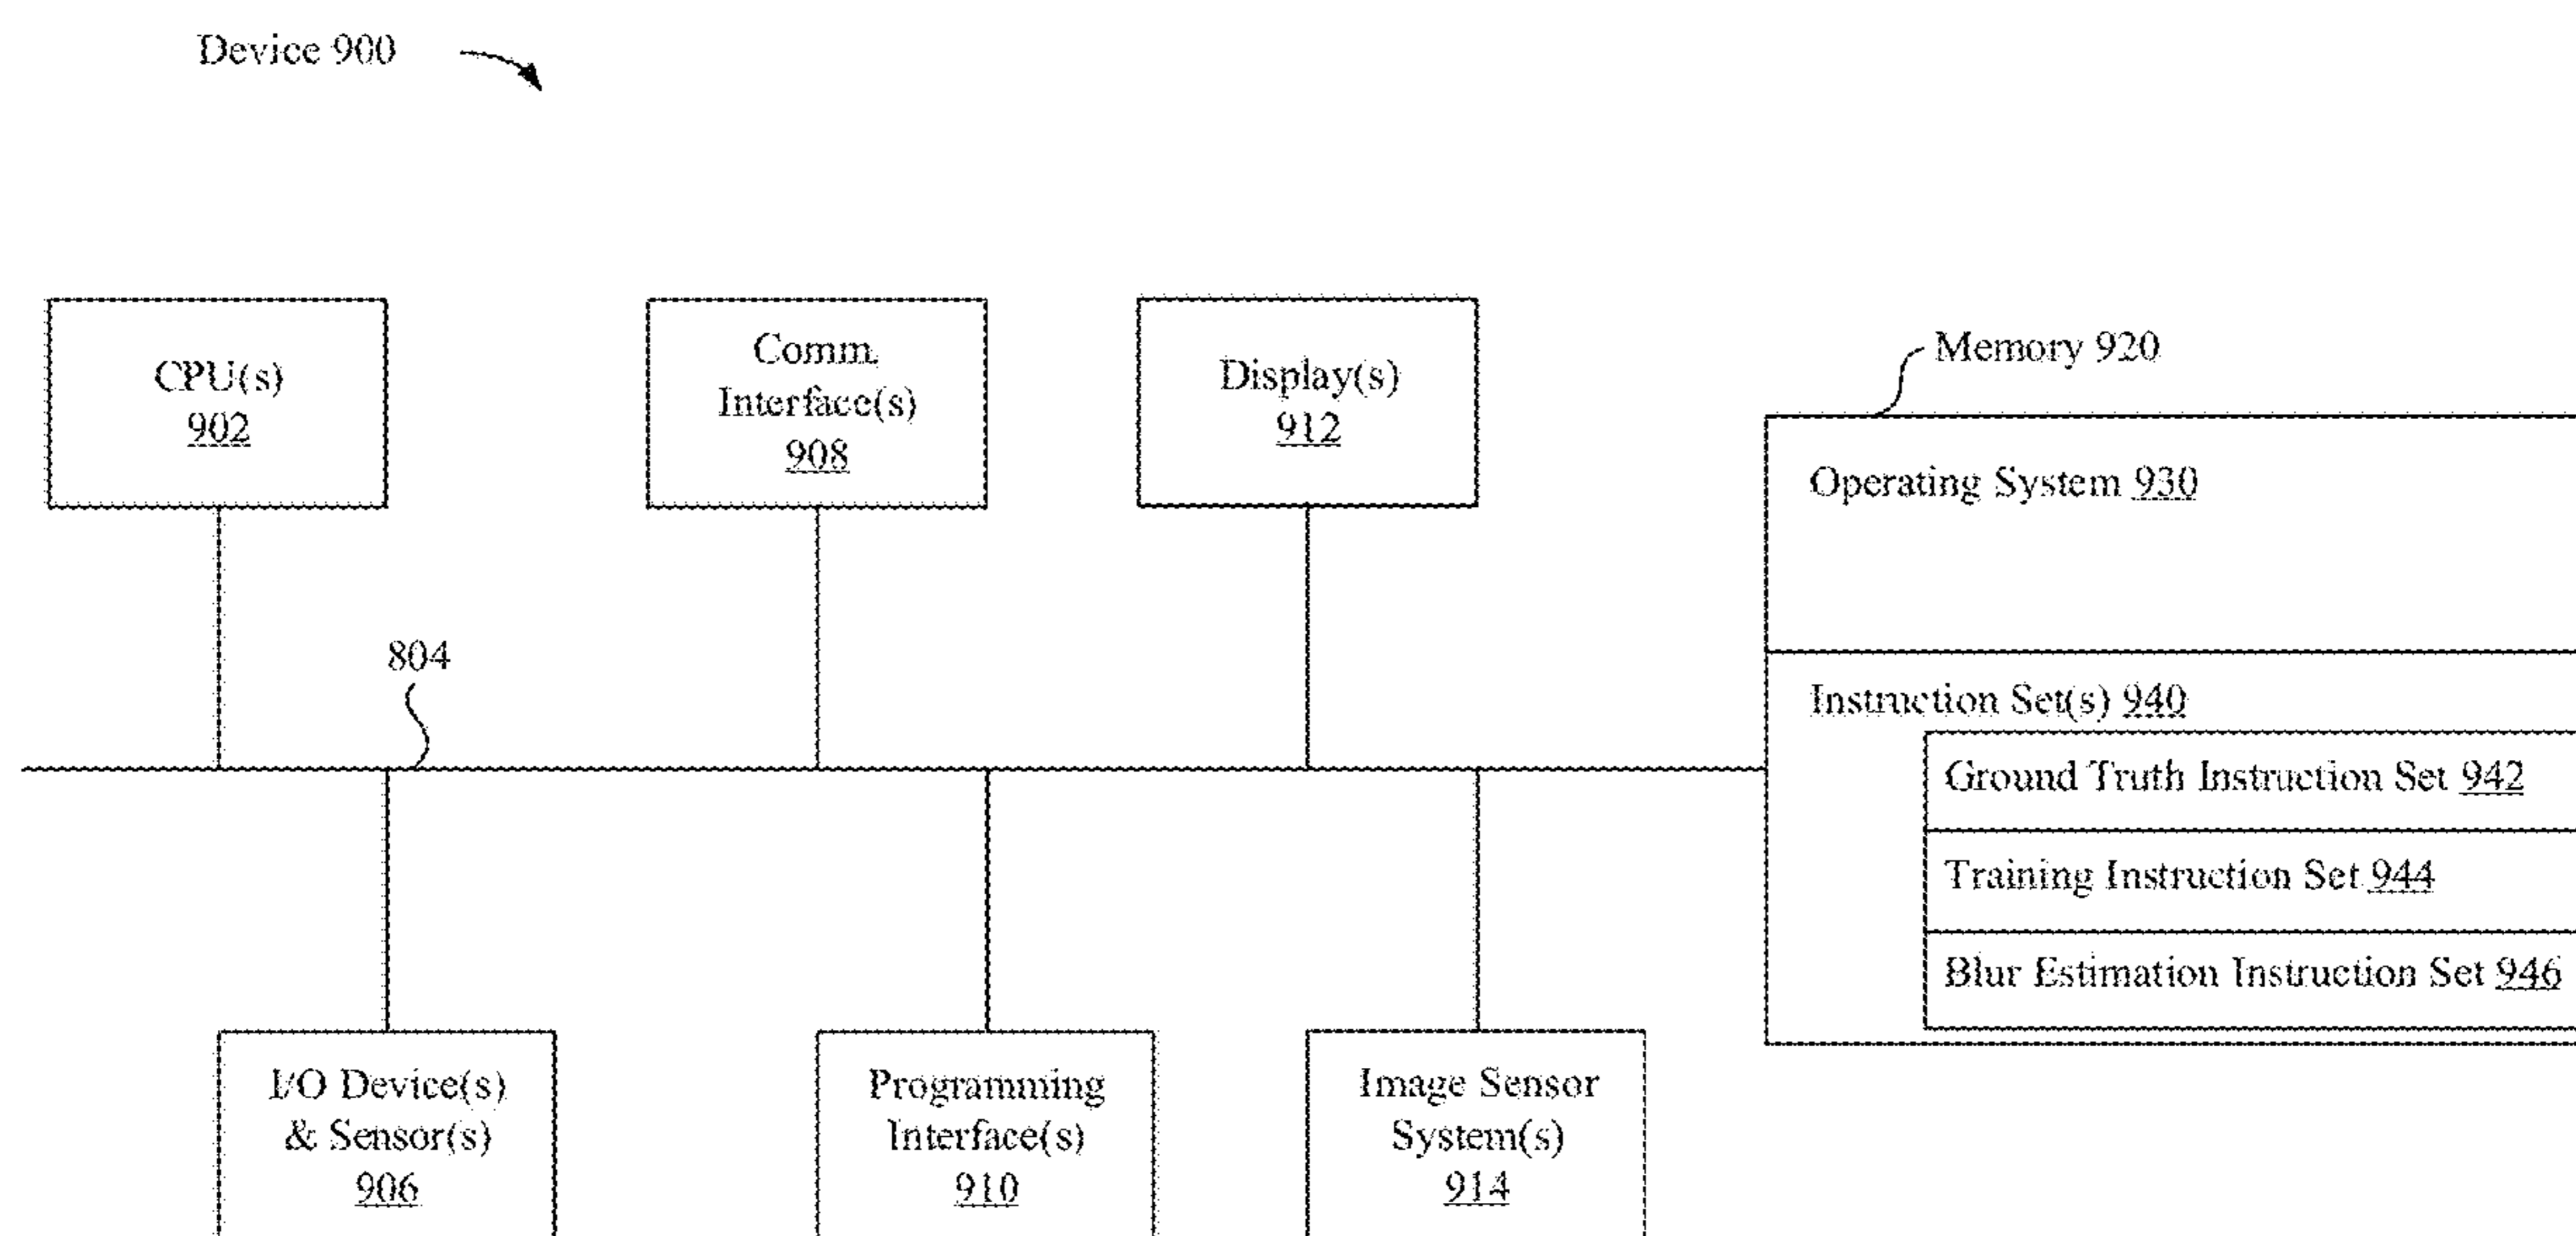 Device 900
CPU(s)
902
Comm.
Interface(s)
908
Display(s)
912
Memory 920
Operating System 930
804
Instruction Set(s) 940
Ground Truth Instruction Set 942
Training Instruction Set 944
Blur Estimation Instruction Set 946
I/O Device(s)
& Sensor(s)
906
Programming
Interface(s)
910
Image Sensor
System(s)
914